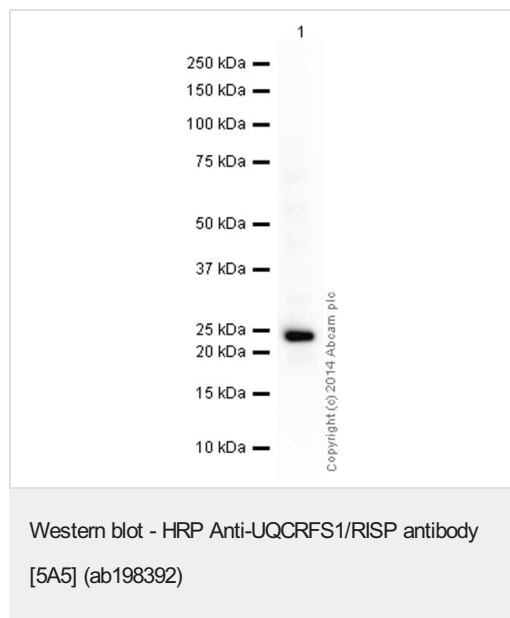 1
250 kDa
150 kDa
100 kDa
75 kDa
50 kDa
37 kDa
25 kDa
20 kDa
15 kDa
10 kDa
Copyright (c) 2014 Abcam plc
Western blot - HRP Anti-UQCRFS1/RISP antibody
[5A5] (ab198392)